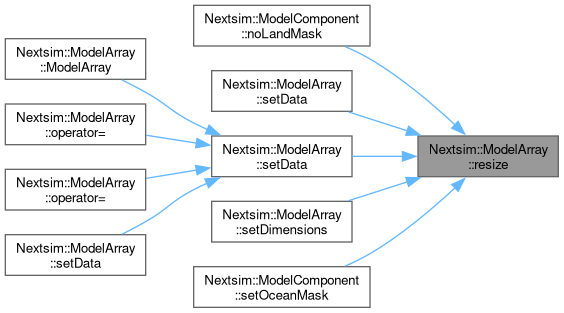 Nextsim::ModelComponent
::noLandMask
Nextsim::ModelArray
::ModelArray
Nextsim::ModelArray
::setData
Nextsim::ModelArray
::operator=
Nextsim::ModelArray
::setData
Nextsim::ModelArray
::resize
Nextsim::ModelArray
::operator=
Nextsim::ModelArray
::setDimensions
Nextsim::ModelArray
::setData
Nextsim::ModelComponent
::setOceanMask